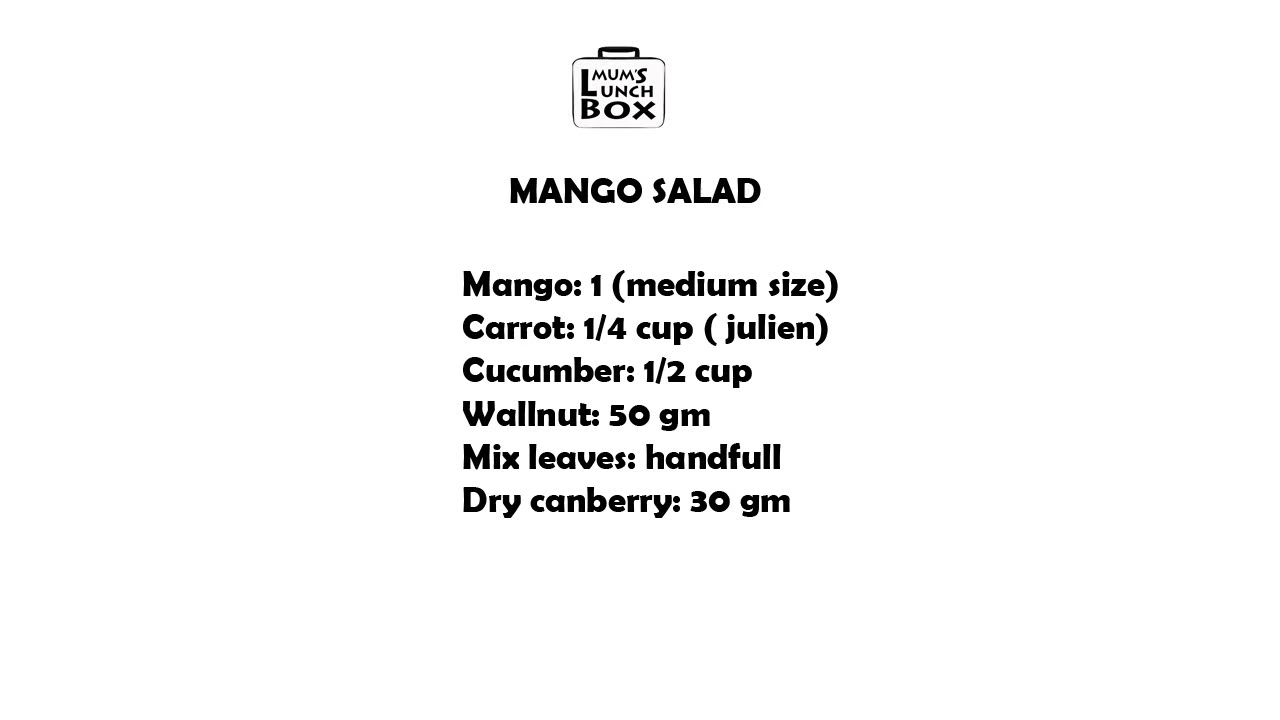 MUM'S
LUNCH
BOX
MANGO SALAD
Mango: 1 (medium size)
Carrot: 1/4 cup ( julien)
Cucumber: 1/2 cup
Wallnut: 50 gm
Mix leaves: handfull
Dry canberry: 30 gm